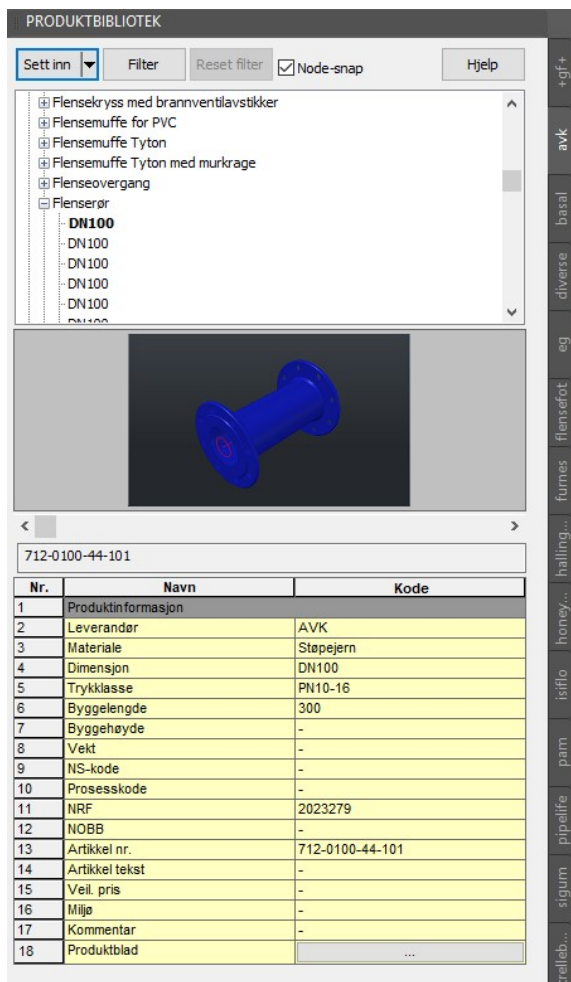 PRODUKTBIBLIOTEK
Sett inn Filter Reset filter Node-snap Hjelp
Flensekryss med brannventilavstikker
Flensemuffe for PVC
Flensemuffe Tyton
Flensemuffe Tyton med murkrage
Flenseovergang
Flenserør
DN100
DN100
DN100
DN100
DN100
DN100
712-0100-44-101
Nr. Navn Kode
1 Produktinformasjon
2 Leverandør AVK
3 Materiale Støpejern
4 Dimensjon DN100
5 Trykklasse PN10-16
6 Byggelengde 300
7 Byggehøyde -
8 Vekt -
9 NS-kode -
10 Prosesskode -
11 NRF 2023279
12 NOBB -
13 Artikkel nr. 712-0100-44-101
14 Artikkel tekst -
15 Veil. pris -
16 Miljø -
17 Kommentar -
18 Produktblad ...
+gf+
avk
basal
diverse
eg
flensefot
furnes
halling...
honey...
isiflo
pam
pipelife
sigum